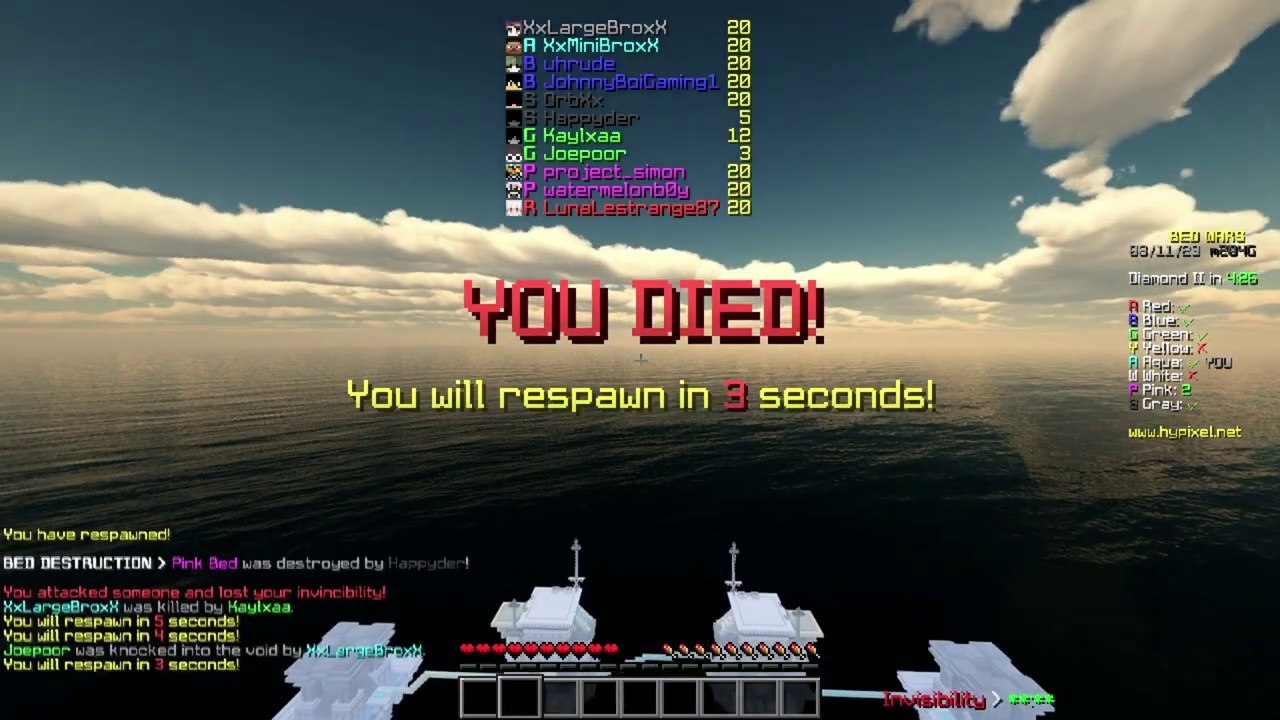 XxLargeBroxX 20
A XxMiniBroxX 20
B uhrude 20
B JohnnyBoiGaming1 20
S OrbXx 20
S Happyder 5
G Kaylxaa 12
G Joepoor 3
P project_simon 20
P watermelonb0y 20
R LunaLestrange87 20
BED WARS
08/11/23 m204G
Diamond II in 4:26
R Red: ✓
B Blue: ✓
G Green: ✓
Y Yellow: ✗
A Aqua: ✓ YOU
W White: ✗
P Pink: 2
S Gray: ✓
www.hypixel.net
YOU DIED!
You will respawn in 3 seconds!
You have respawned!
BED DESTRUCTION > Pink Bed was destroyed by Happyder!
You attacked someone and lost your invincibility!
XxLargeBroxX was killed by Kaylxaa.
You will respawn in 5 seconds!
You will respawn in 4 seconds!
Joepoor was knocked into the void by XxLargeBroxX.
You will respawn in 3 seconds!
Invisibility > **:**